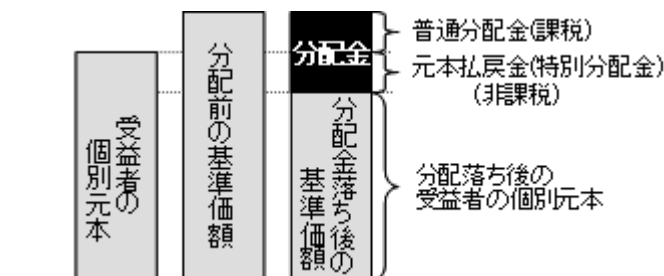 受益者の
個別元本
分配前の基準価額
分配金
分配金落ち後の
基準価額
普通分配金(課税)
元本払戻金(特別分配金)
(非課税)
分配落ち後の
受益者の個別元本